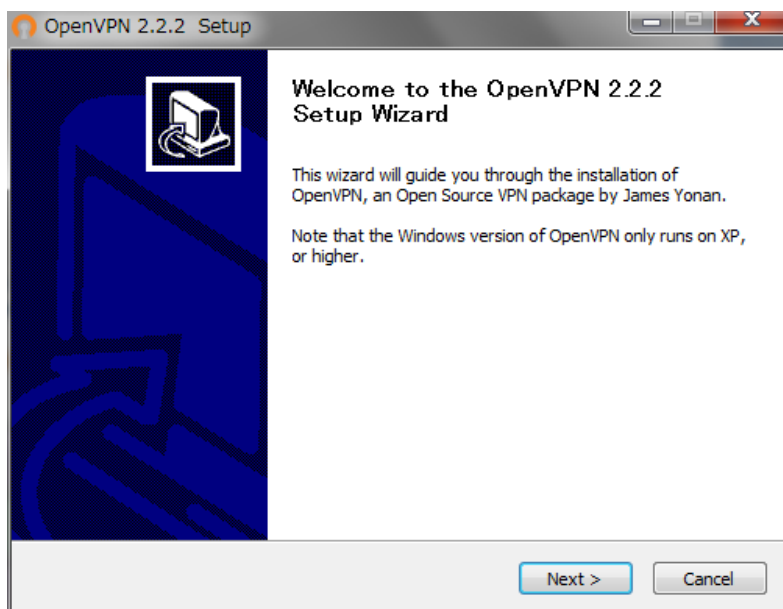 OpenVPN 2.2.2 Setup
Welcome to the OpenVPN 2.2.2
Setup Wizard
This wizard will guide you through the installation of
OpenVPN, an Open Source VPN package by James Yonan.
Note that the Windows version of OpenVPN only runs on XP,
or higher.
Next >
Cancel